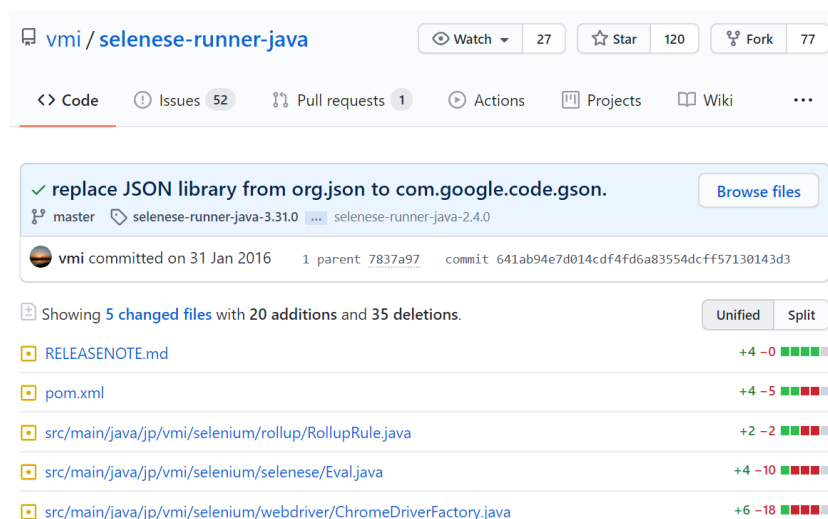 vmi / selenese-runner-java Watch 27 Star 120 Fork 77
Code Issues 52 Pull requests 1 Actions Projects Wiki ...
replace JSON library from org.json to com.google.code.gson. Browse files
master selenese-runner-java-3.31.0 ... selenese-runner-java-2.4.0
vmi committed on 31 Jan 2016 1 parent 7837a97 commit 641ab94e7d014cdf4fd6a83554dcff57130143d3
Showing 5 changed files with 20 additions and 35 deletions. Unified Split
RELEASENOTE.md +4 −0
pom.xml +4 −5
src/main/java/jp/vmi/selenium/rollup/RollupRule.java +2 −2
src/main/java/jp/vmi/selenium/selenese/Eval.java +4 −10
src/main/java/jp/vmi/selenium/webdriver/ChromeDriverFactory.java +6 −18